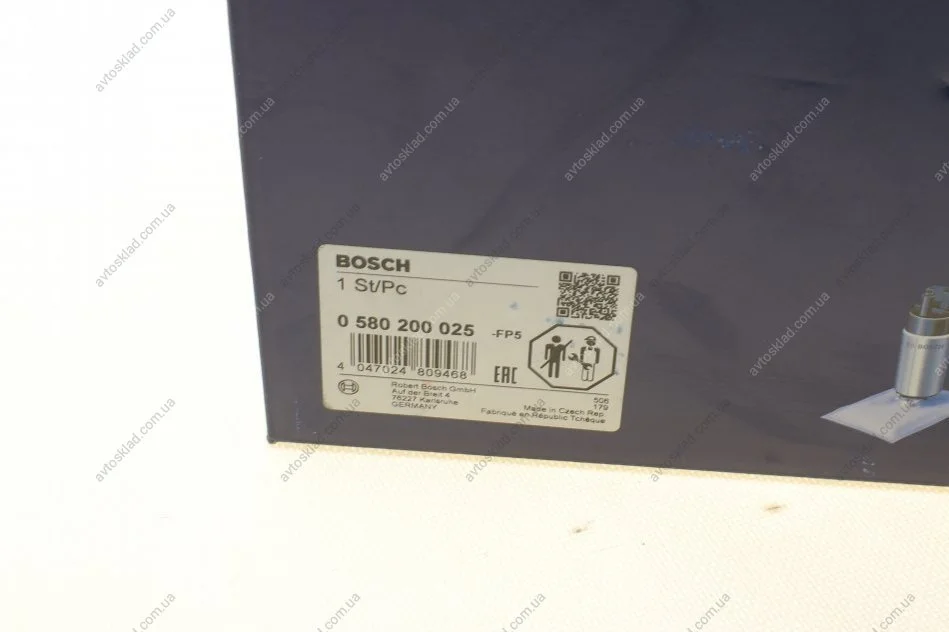 BOSCH
1 St/Pc
0 580 200 025 -FP5
4 047024 809468
EAC
Robert Bosch GmbH
Auf der Breit 4
76227 Karlsruhe
GERMANY
506
179
Made in Czech Rep.
Fabriqué en République Tchèque
BOSCH
avtosklad.com.ua